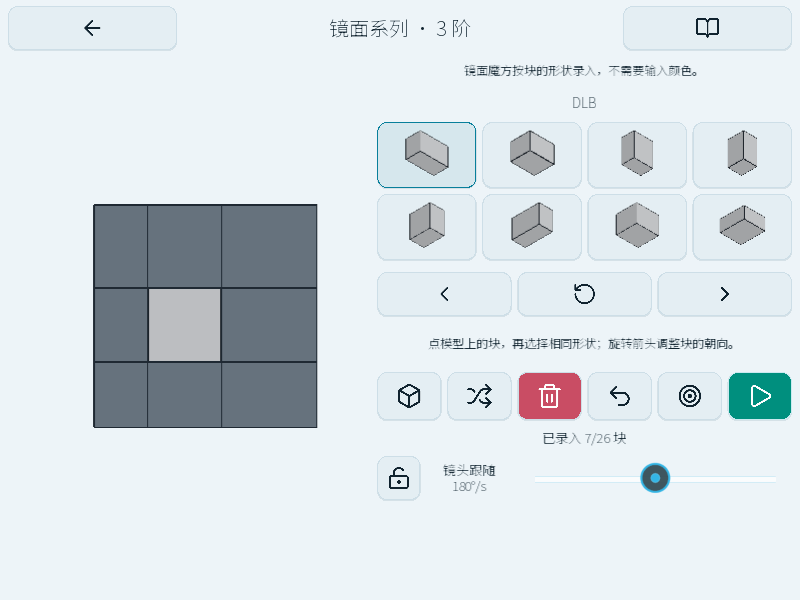 镜面系列 · 3 阶
镜面魔方按块的形状录入，不需要输入颜色。
DLB
点模型上的块，再选择相同形状；旋转箭头调整块的朝向。
已录入 7/26 块
镜头跟随
180°/s